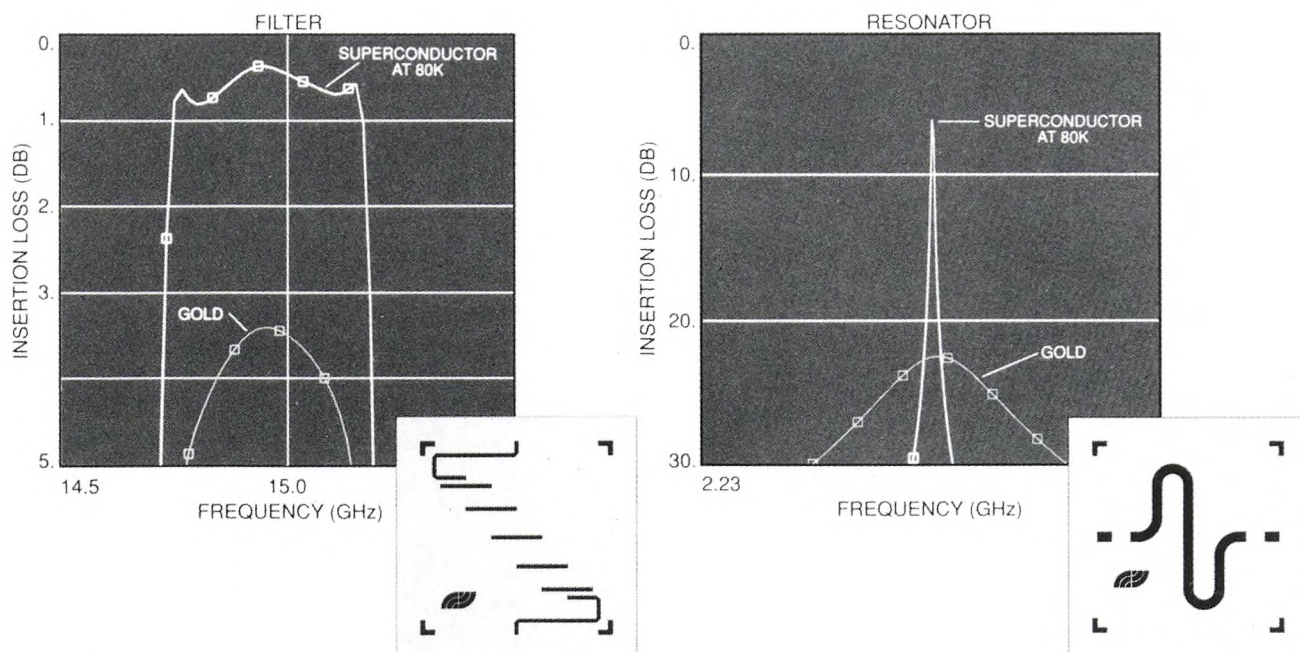 FILTER
0.
1.
2.
3.
5.
INSERTION LOSS (DB)
SUPERCONDUCTOR
AT 80K
GOLD
14.5
15.0
FREQUENCY (GHz)
RESONATOR
0.
10.
20.
30.
INSERTION LOSS (DB)
SUPERCONDUCTOR
AT 80K
GOLD
2.23
FREQUENCY (GHz)